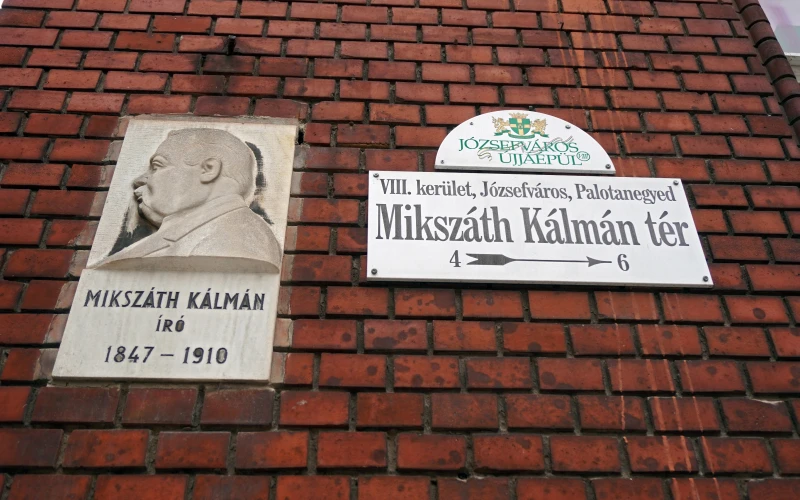 MIKSZÁTH KÁLMÁN
ÍRÓ
1847 – 1910
JÓZSEFVÁROS
ÚJJÁÉPÜL
VIII. kerület, Józsefváros, Palotanegyed
Mikszáth Kálmán tér
4 6